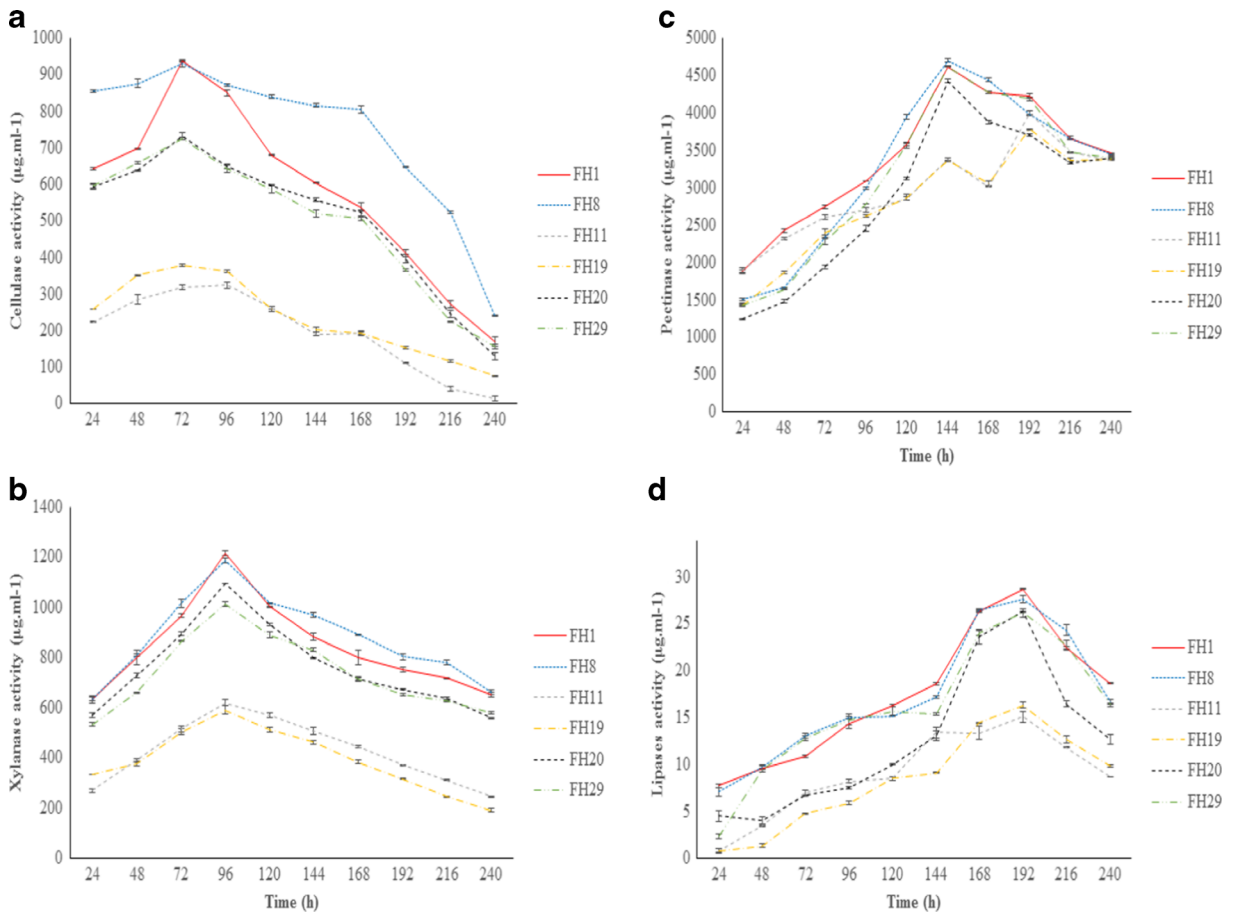 a
Cellulase activity (µg.ml-1)
1000
900
800
700
600
500
400
300
200
100
0
24 48 72 96 120 144 168 192 216 240
FH1
FH8
FH11
FH19
FH20
FH29
c
Pectinase activity (µg.ml-1)
5000
4500
4000
3500
3000
2500
2000
1500
1000
500
0
24 48 72 96 120 144 168 192 216 240
Time (h)
FH1
FH8
FH11
FH19
FH20
FH29
b
Xylanase activity (µg.ml-1)
1400
1200
1000
800
600
400
200
0
24 48 72 96 120 144 168 192 216 240
Time (h)
FH1
FH8
FH11
FH19
FH20
FH29
d
Lipases activity (µg.ml-1)
30
25
20
15
10
5
0
24 48 72 96 120 144 168 192 216 240
Time (h)
FH1
FH8
FH11
FH19
FH20
FH29